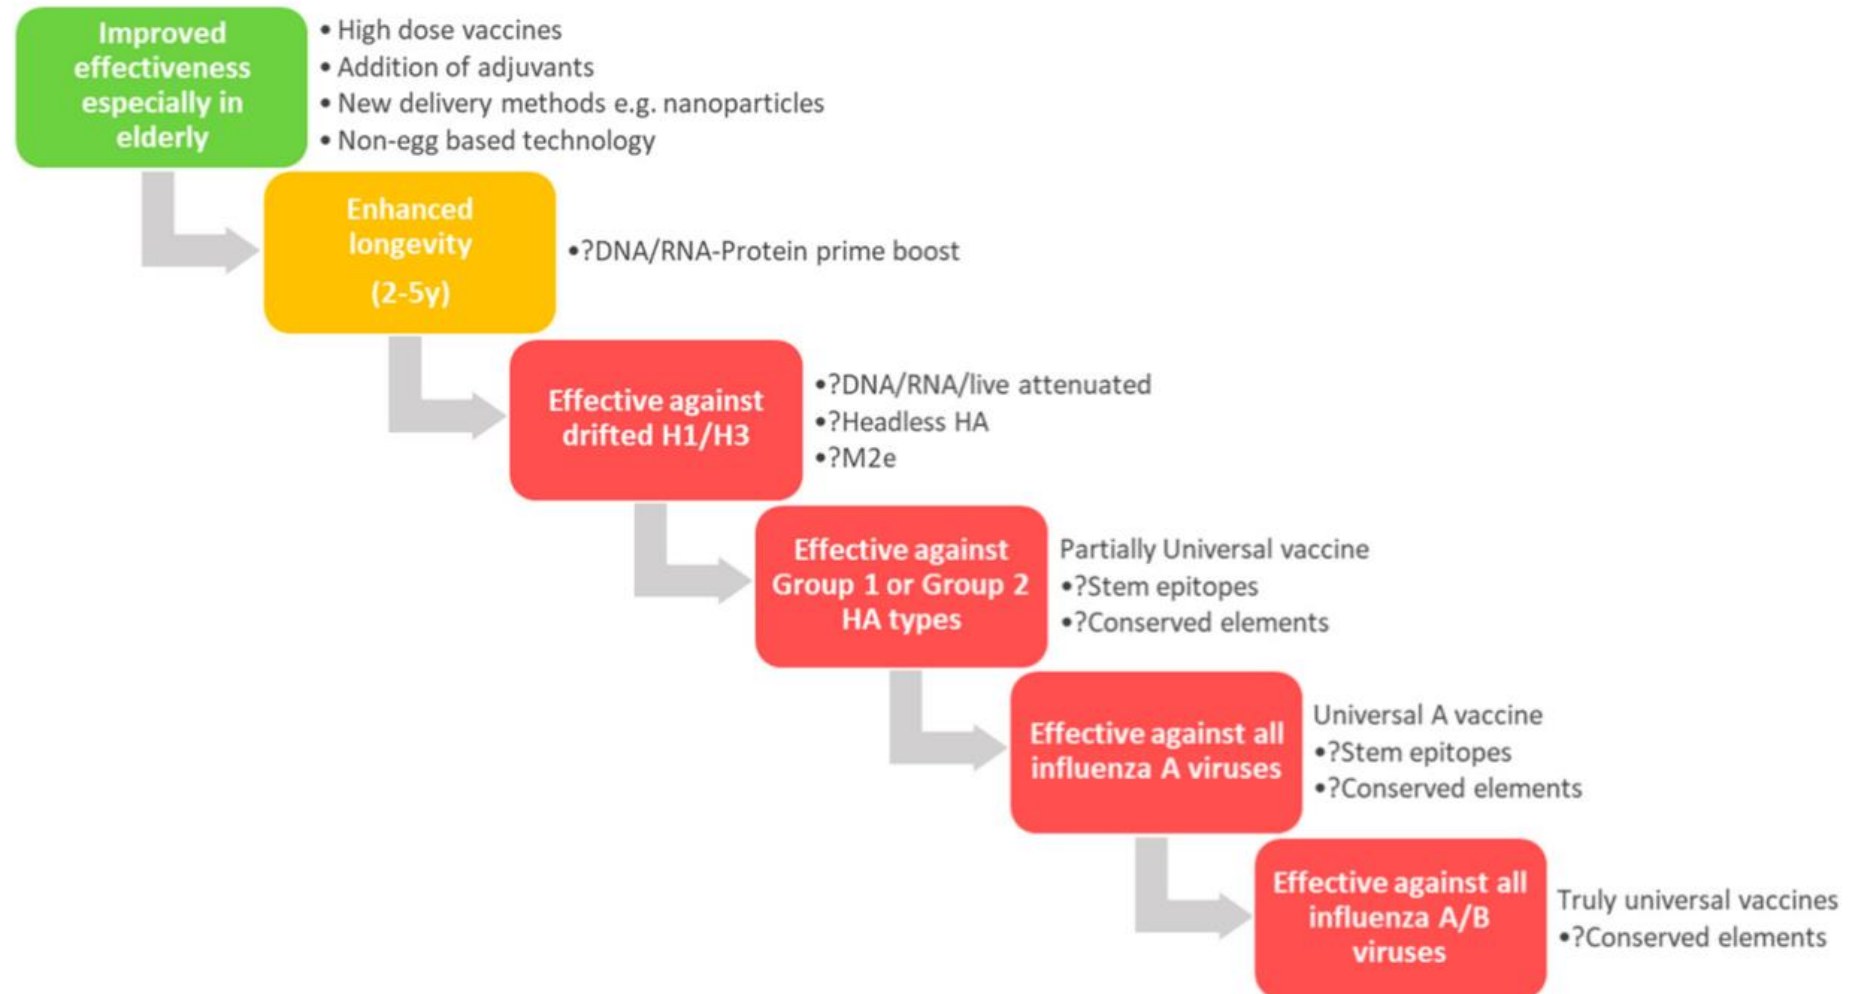 Improved
effectiveness
especially in
elderly
• High dose vaccines
• Addition of adjuvants
• New delivery methods e.g. nanoparticles
• Non-egg based technology
Enhanced
longevity
(2-5y)
•?DNA/RNA-Protein prime boost
Effective against
drifted H1/H3
•?DNA/RNA/live attenuated
•?Headless HA
•?M2e
Effective against
Group 1 or Group 2
HA types
Partially Universal vaccine
•?Stem epitopes
•?Conserved elements
Effective against all
influenza A viruses
Universal A vaccine
•?Stem epitopes
•?Conserved elements
Effective against all
influenza A/B
viruses
Truly universal vaccines
•?Conserved elements